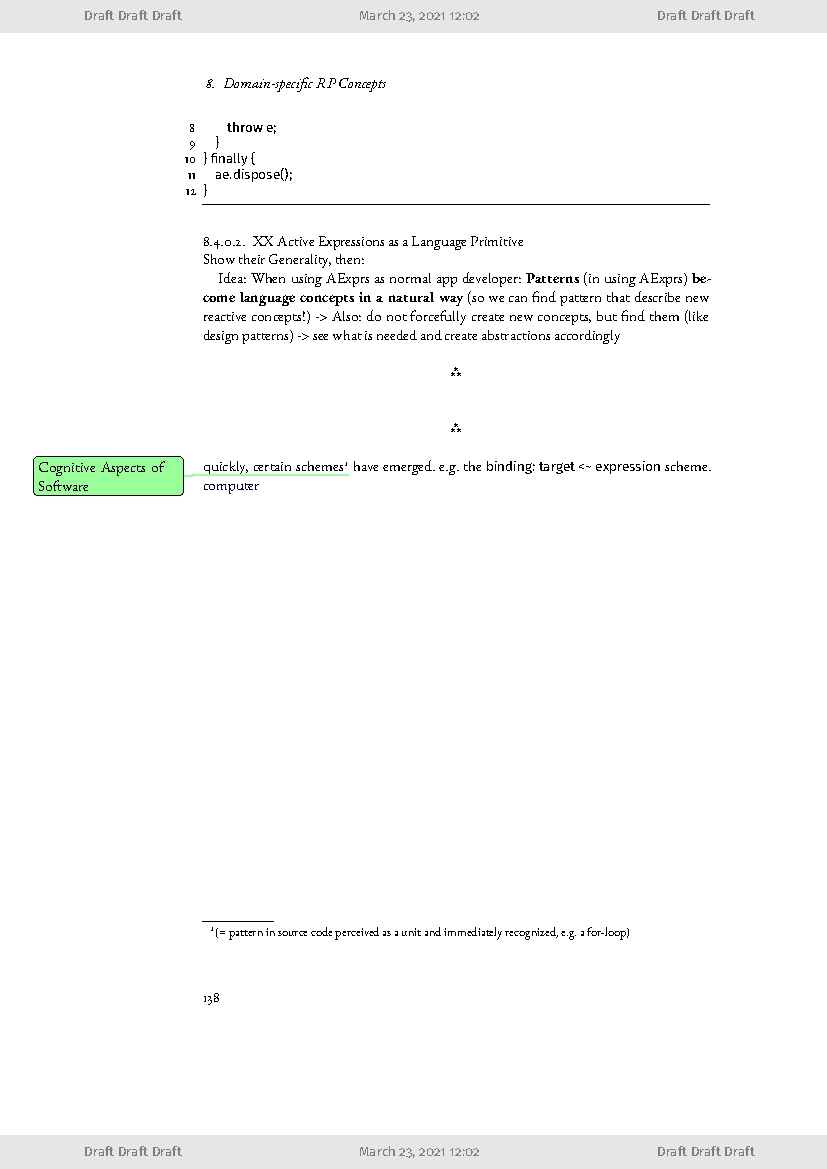 Draft Draft Draft March 23, 2021 12:02 Draft Draft Draft
8. Domain-specific RP Concepts
8 throw e;
9 }
10 } finally {
11 ae.dispose();
12 }
8.4.0.2. XX Active Expressions as a Language Primitive
Show their Generality, then:
Idea: When using AExprs as normal app developer: Patterns (in using AExprs) be-
come language concepts in a natural way (so we can find pattern that describe new
reactive concepts!) -> Also: do not forcefully create new concepts, but find them (like
design patterns) -> see what is needed and create abstractions accordingly
⁂
⁂
Cognitive Aspects of
Software
quickly, certain schemes¹ have emerged. e.g. the binding: target <~ expression scheme.
computer
¹(= pattern in source code perceived as a unit and immediately recognized, e.g. a for-loop)
138
Draft Draft Draft March 23, 2021 12:02 Draft Draft Draft